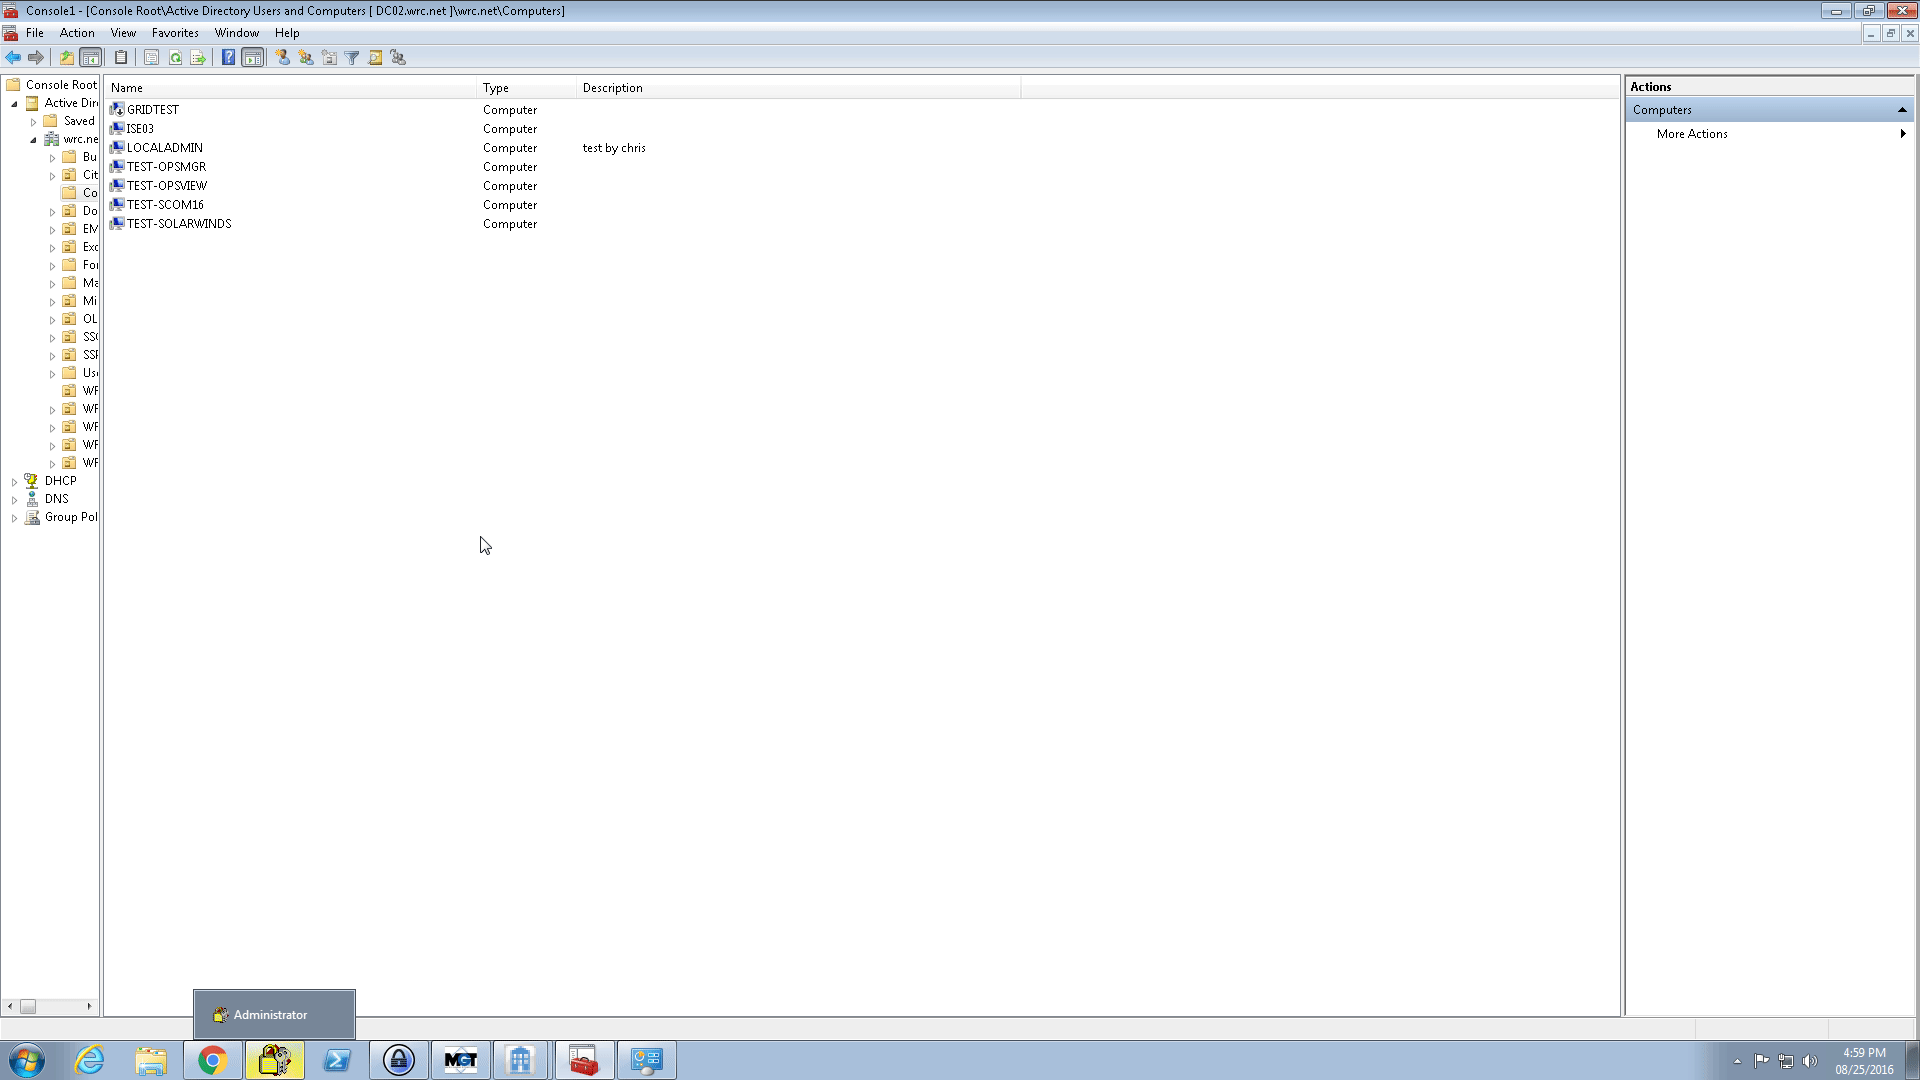 Console1 - [Console Root\Active Directory Users and Computers [ DC02.wrc.net ]\wrc.net\Computers]
File Action View Favorites Window Help
Console Root
Active Dire
Saved
wrc.ne
Bu
Cit
Co
Do
EM
Exc
For
Ma
Mi
OL
SSC
SSF
Use
WF
WF
WF
WF
WF
DHCP
DNS
Group Pol
Name Type Description
GRIDTEST Computer
ISE03 Computer
LOCALADMIN Computer test by chris
TEST-OPSMGR Computer
TEST-OPSVIEW Computer
TEST-SCOM16 Computer
TEST-SOLARWINDS Computer
Actions
Computers
More Actions
Administrator
MGT
4:59 PM
08/25/2016